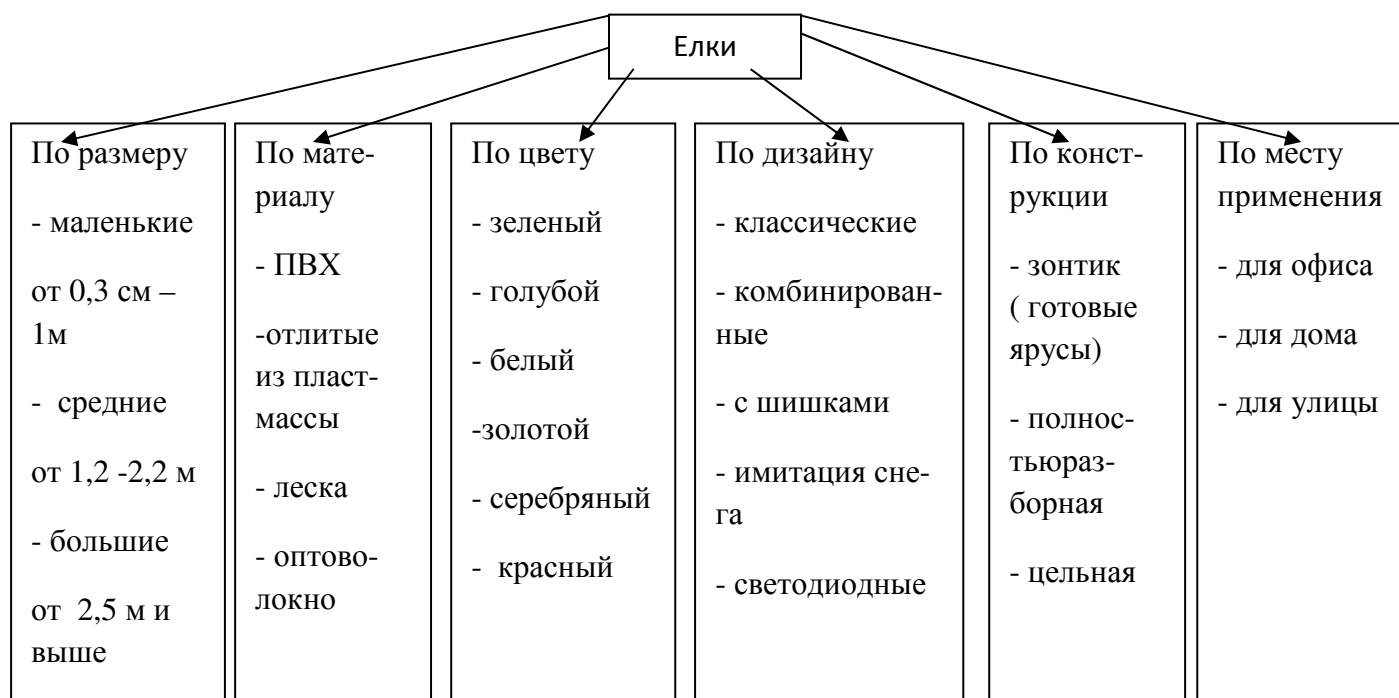 Елки
По размеру
- маленькие
от 0,3 см –
1м
-  средние
от 1,2 -2,2 м
- большие
от  2,5 м и
выше
По мате-
риалу
- ПВХ
-отлитые
из пласт-
массы
- леска
- оптово-
локно
По цвету
- зеленый
- голубой
- белый
-золотой
- серебряный
-  красный
По дизайну
- классические
- комбинирован-
ные
- с шишками
- имитация сне-
га
- светодиодные
По конст-
рукции
- зонтик
( готовые
ярусы)
- полнос-
тьюраз-
борная
- цельная
По месту
применения
- для офиса
- для дома
- для улицы